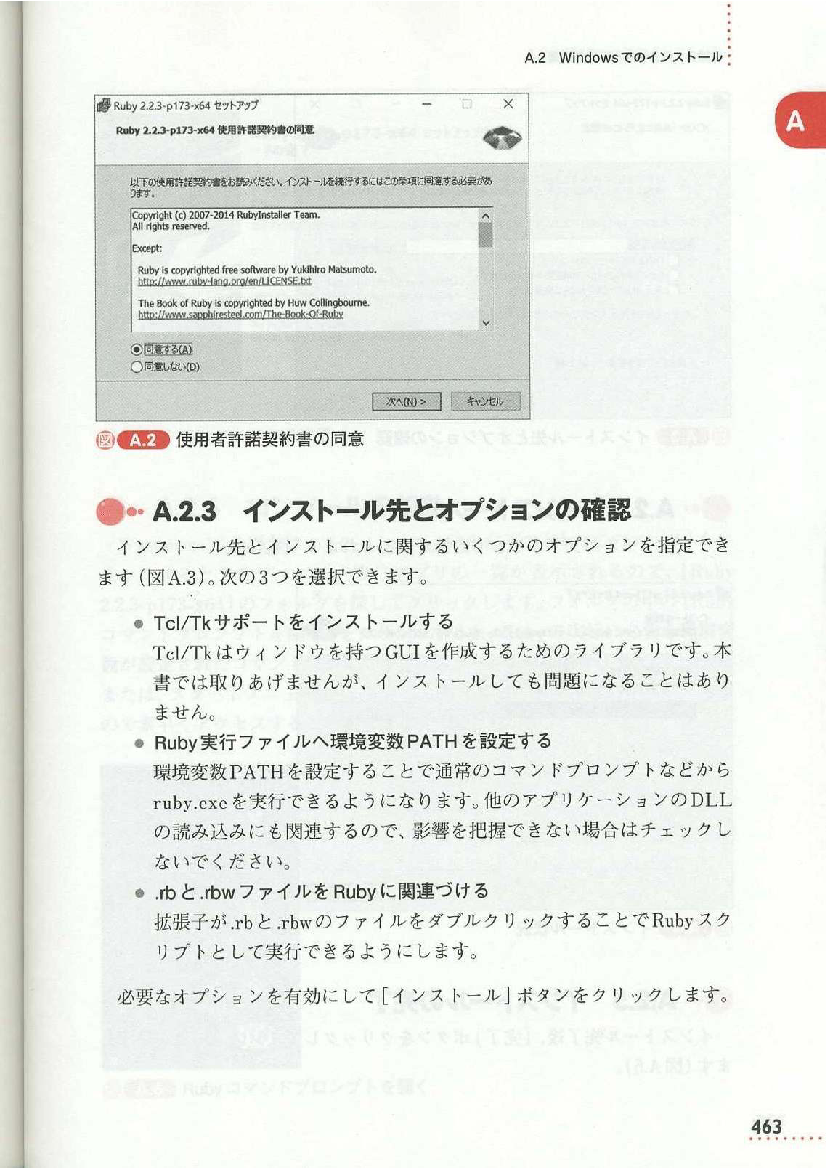 A.2 Windowsでのインストール
A
Ruby 2.2.3-p173-x64 セットアップ
Ruby 2.2.3-p173-x64 使用許諾契約書の同意
以下の使用許諾契約書をお読みください。インストールを続行するにはこの契約に同意する必要があ
ります。
Copyright (c) 2007-2014 RubyInstaller Team.
All rights reserved.
Except:
Ruby is copyrighted free software by Yukihiro Matsumoto.
http://www.ruby-lang.org/en/LICENSE.txt
The Book of Ruby is copyrighted by Huw Collingbourne.
http://www.sapphiresteel.com/The-Book-Of-Ruby
同意する(A)
同意しない(D)
次へ(N) > キャンセル
図 A.2 使用者許諾契約書の同意
A.2.3 インストール先とオプションの確認
インストール先とインストールに関するいくつかのオプションを指定でき
ます(図A.3)。次の3つを選択できます。
● Tcl/Tkサポートをインストールする
Tcl/Tkはウィンドウを持つGUIを作成するためのライブラリです。本
書では取りあげませんが、インストールしても問題になることはあり
ません。
● Ruby実行ファイルへ環境変数PATHを設定する
環境変数PATHを設定することで通常のコマンドプロンプトなどから
ruby.exeを実行できるようになります。他のアプリケーションのDLL
の読み込みにも関連するので、影響を把握できない場合はチェックし
ないでください。
● .rbと.rbwファイルをRubyに関連づける
拡張子が.rbと.rbwのファイルをダブルクリックすることでRubyスク
リプトとして実行できるようにします。
必要なオプションを有効にして[インストール]ボタンをクリックします。
463